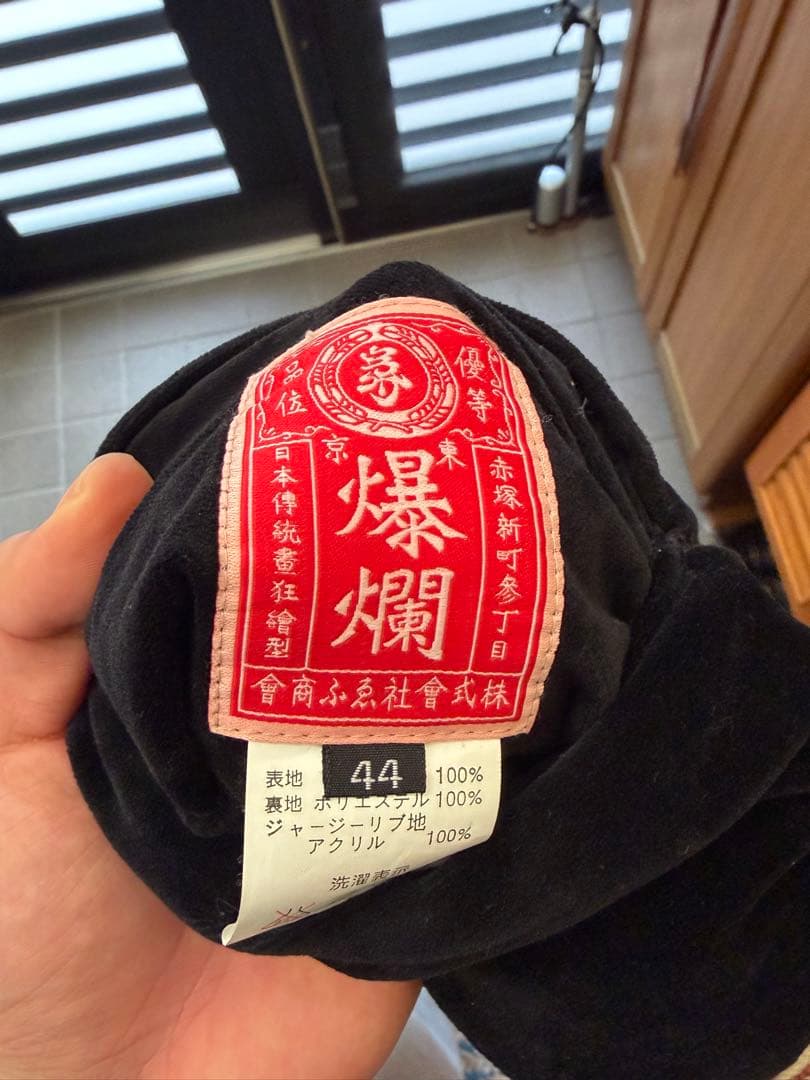 優等
品位
東京
爆爛
赤塚新町參丁目
日本傳統畫狂繪型
株式會社ゑふ商會
44
表地 100%
裏地 ポリエステル 100%
ジャージーリブ地
アクリル 100%
洗濯表示